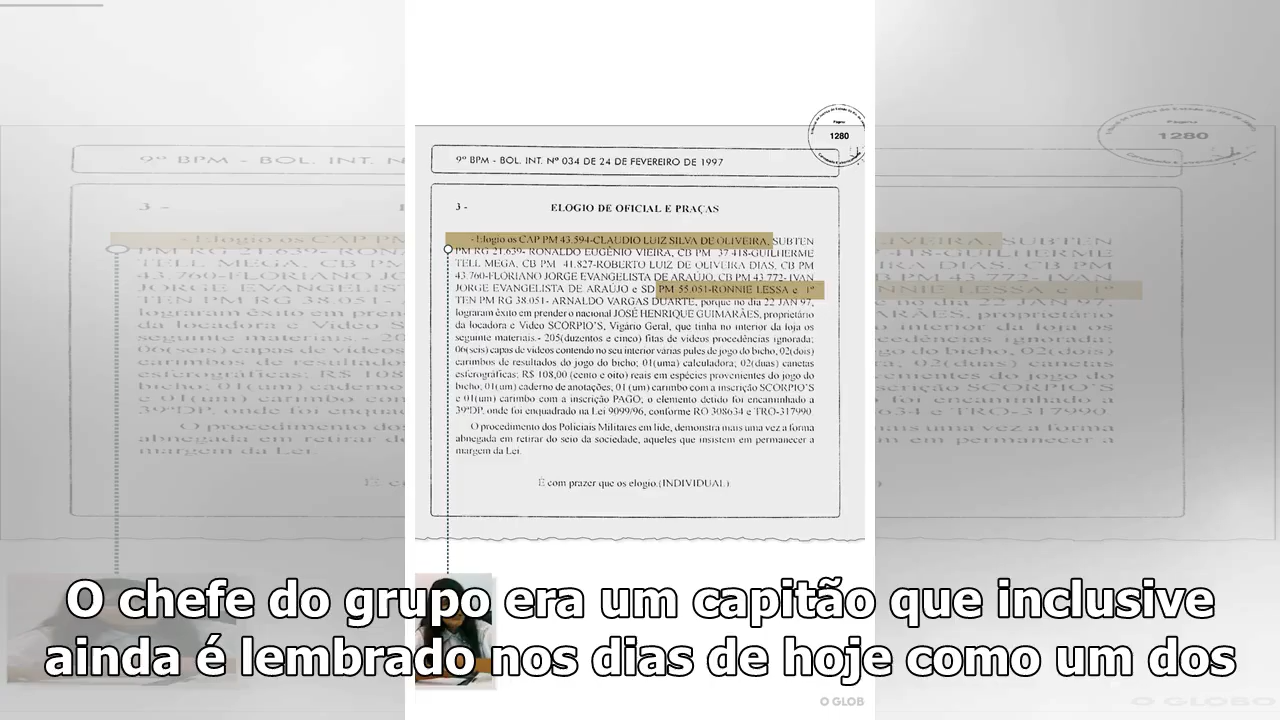 1280
9º BPM - BOL. INT. Nº 034 DE 24 DE FEVEREIRO DE 1997
3 - ELOGIO DE OFICIAL E PRAÇAS
- Elogio os CAP PM 43.594-CLAUDIO LUIZ SILVA DE OLIVEIRA, SUBTEN
PM RG 21.639- RONALDO EUGÊNIO VIEIRA, CB PM 37.418-GUILHERME
TELL MEGA, CB PM 41.827-ROBERTO LUIZ DE OLIVEIRA DIAS, CB PM
43.760-FLORIANO JORGE EVANGELISTA DE ARAÚJO, CB PM 43.772- IVAN
JORGE EVANGELISTA DE ARAÚJO e SD PM 55.051-RONNIE LESSA e 1º
TEN PM RG 38.051- ARNALDO VARGAS DUARTE, porque no dia 22 JAN 97,
lograram êxito em prender o nacional JOSÉ HENRIQUE GUIMARÃES, proprietário
da locadora e Video SCORPIO'S, Vigário Geral, que tinha no interior da loja os
seguinte materiais.- 205(duzentos e cinco) fitas de vídeos procedências ignorada;
06(seis) capas de vídeos contendo no seu interior várias pules de jogo do bicho, 02(dois)
carimbos de resultados do jogo do bicho; 01(uma) calculadora; 02(duas) canetas
esferográficas; R$ 108,00 (cento e oito) reais em espécies provenientes do jogo do
bicho; 01(um) caderno de anotações; 01 (um) carimbo com a inscrição SCORPIO'S
e 01(um) carimbo com a inscrição PAGO, o elemento detido foi encaminhado a
39ºDP, onde foi enquadrado na Lei 9099/96, conforme RO 308634 e TRO-317990
O procedimento dos Policiais Militares em lide, demonstra mais uma vez a forma
abnegada em retirar do seio da sociedade, aqueles que insistem em permanecer a
margem da Lei.
É com prazer que os elogio.(INDIVIDUAL)
O chefe do grupo era um capitão que inclusive
ainda é lembrado nos dias de hoje como um dos
O GLOB